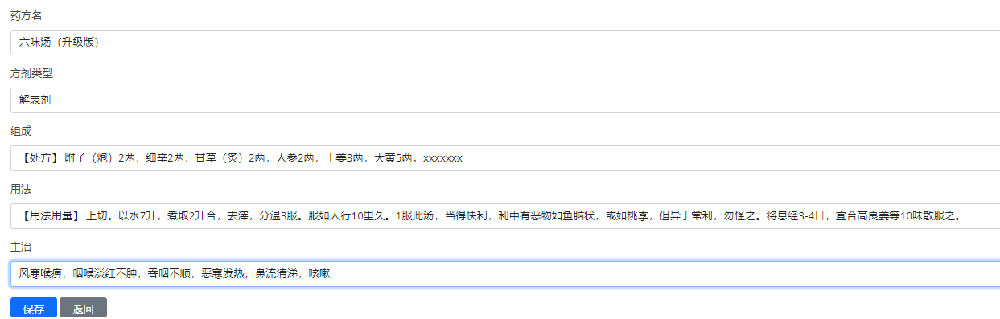 药方名
六味汤（升级版）
方剂类型
解表剂
组成
【处方】 附子（炮）2两，细辛2两，甘草（炙）2两，人参2两，干姜3两，大黄5两。xxxxxxx
用法
【用法用量】 上切。以水7升，煮取2升合，去滓，分温3服。服如人行10里久。1服此汤，当得快利，利中有恶物如鱼脑状，或如桃李，但异于常利，勿怪之。将息经3-4日，宜合高良姜等10味散服之。
主治
风寒喉痹，咽喉淡红不肿，吞咽不顺，恶寒发热，鼻流清涕，咳嗽
保存 返回